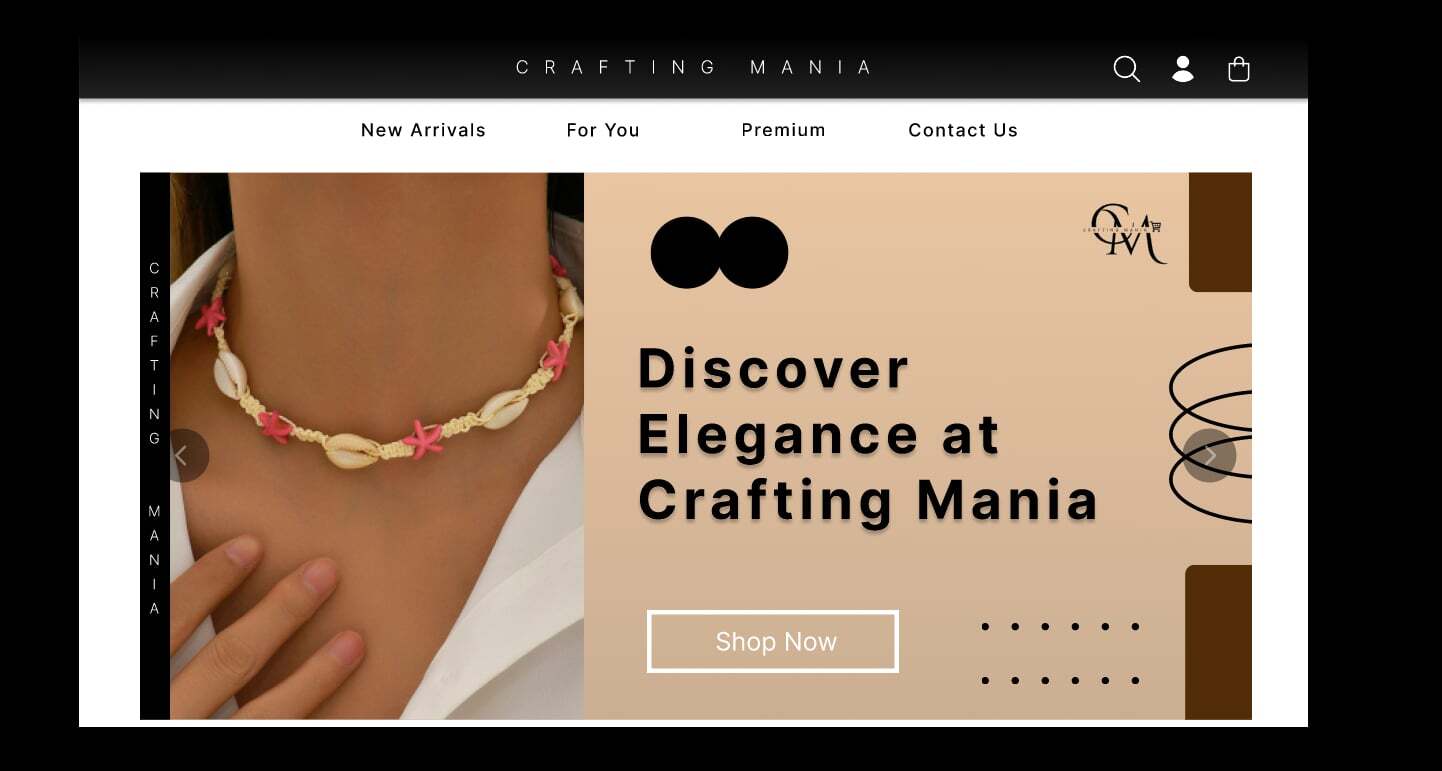 CRAFTING MANIA
New Arrivals
For You
Premium
Contact Us
CRAFTING MANIA
CM
CRAFTING MANIA
Discover
Elegance at
Crafting Mania
Shop Now